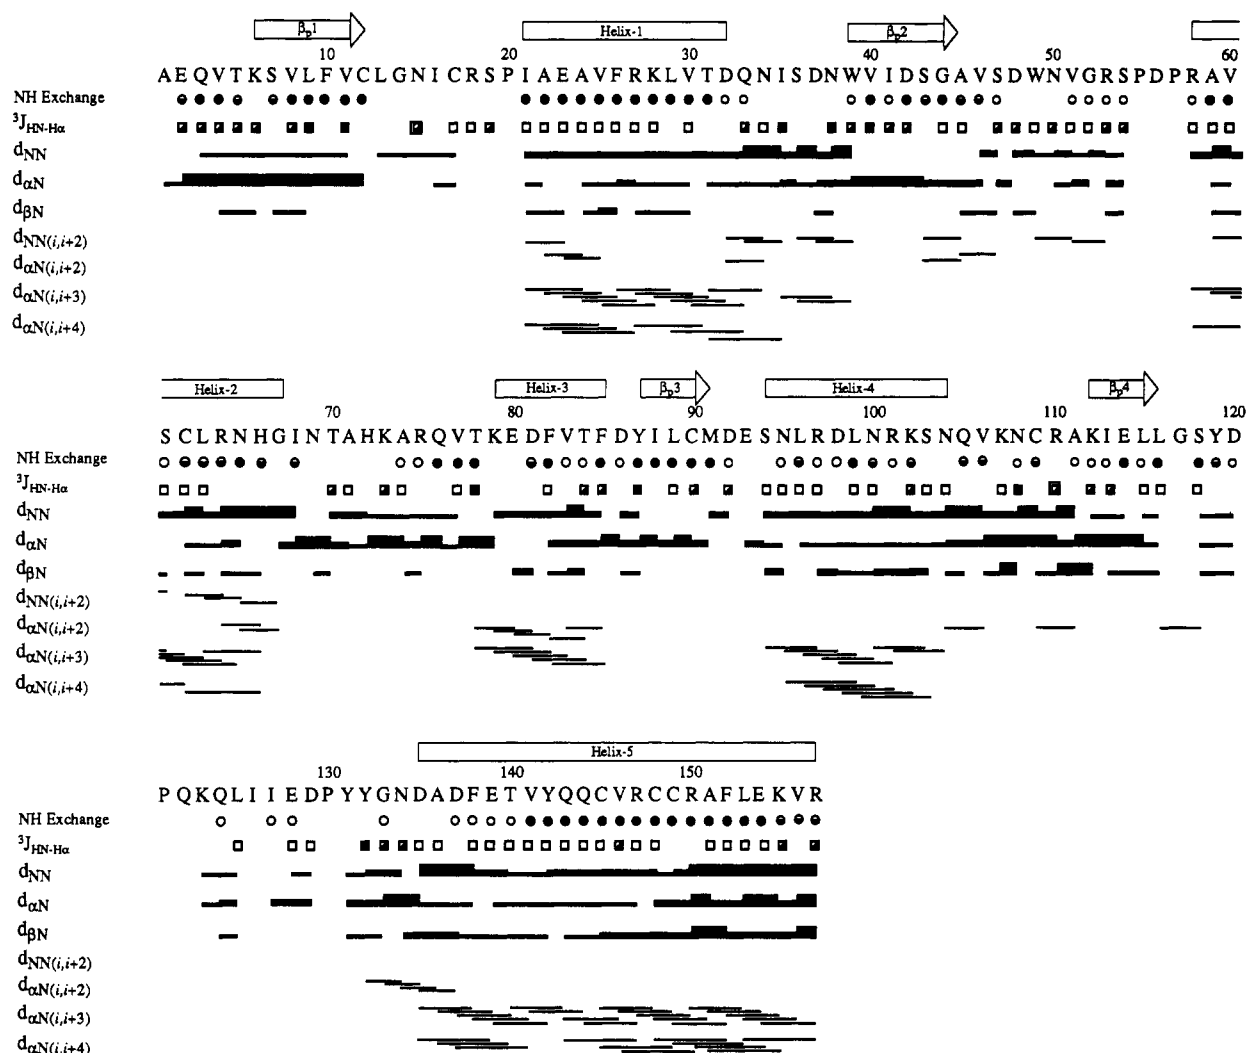 βp1 Helix-1 βp2
10 20 30 40 50 60
A E Q V T K S V L F V C L G N I C R S P I A E A V F R K L V T D Q N I S D N W V I D S G A V S D W N V G R S P D P R A V
NH Exchange
³JHN-Hα
dNN
dαN
dβN
dNN(i,i+2)
dαN(i,i+2)
dαN(i,i+3)
dαN(i,i+4)
Helix-2 Helix-3 βp3 Helix-4 βp4
70 80 90 100 110 120
S C L R N H G I N T A H K A R Q V T K E D F V T F D Y I L C M D E S N L R D L N R K S N Q V K N C R A K I E L L G S Y D
NH Exchange
³JHN-Hα
dNN
dαN
dβN
dNN(i,i+2)
dαN(i,i+2)
dαN(i,i+3)
dαN(i,i+4)
Helix-5
130 140 150
P Q K Q L I I E D P Y Y G N D A D F E T V Y Q Q C V R C C R A F L E K V R
NH Exchange
³JHN-Hα
dNN
dαN
dβN
dNN(i,i+2)
dαN(i,i+2)
dαN(i,i+3)
dαN(i,i+4)